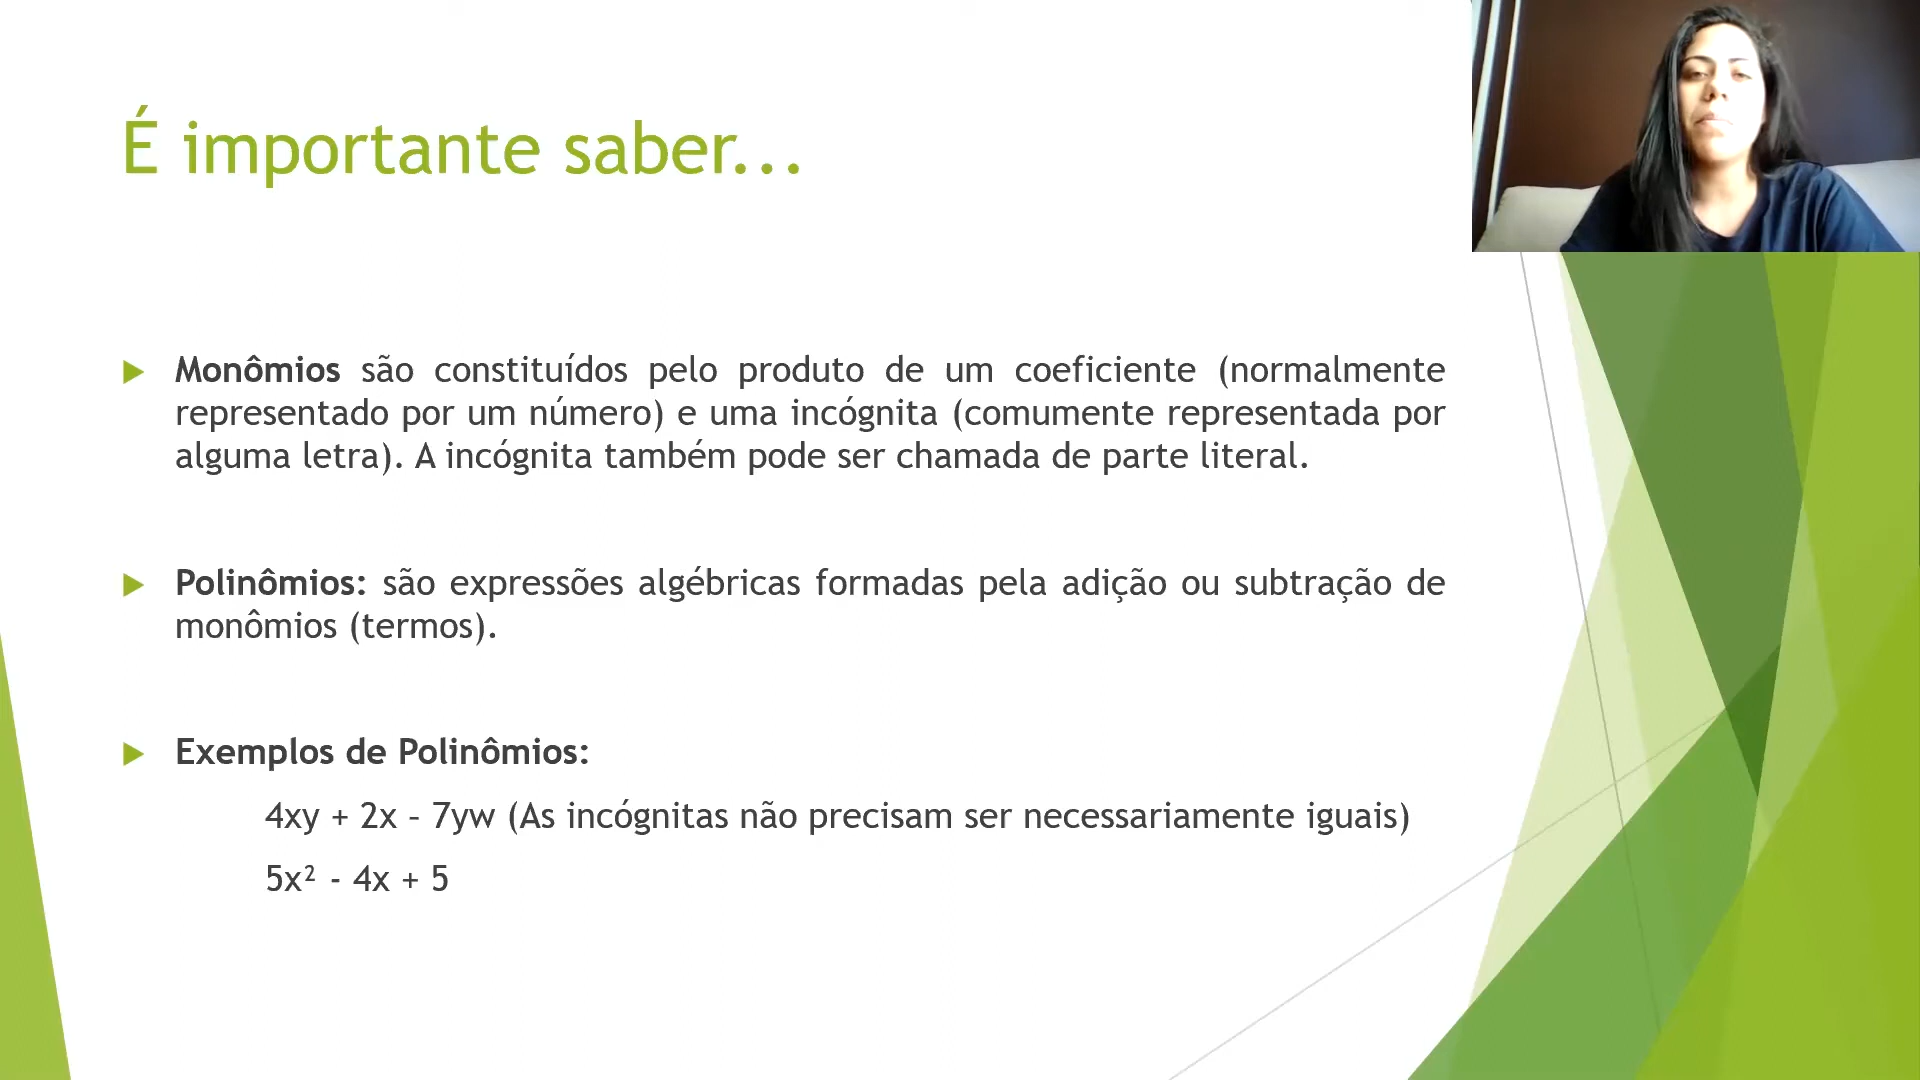 É importante saber...
Monômios são constituídos pelo produto de um coeficiente (normalmente
representado por um número) e uma incógnita (comumente representada por
alguma letra). A incógnita também pode ser chamada de parte literal.
Polinômios: são expressões algébricas formadas pela adição ou subtração de
monômios (termos).
Exemplos de Polinômios:
4xy + 2x – 7yw (As incógnitas não precisam ser necessariamente iguais)
5x² - 4x + 5